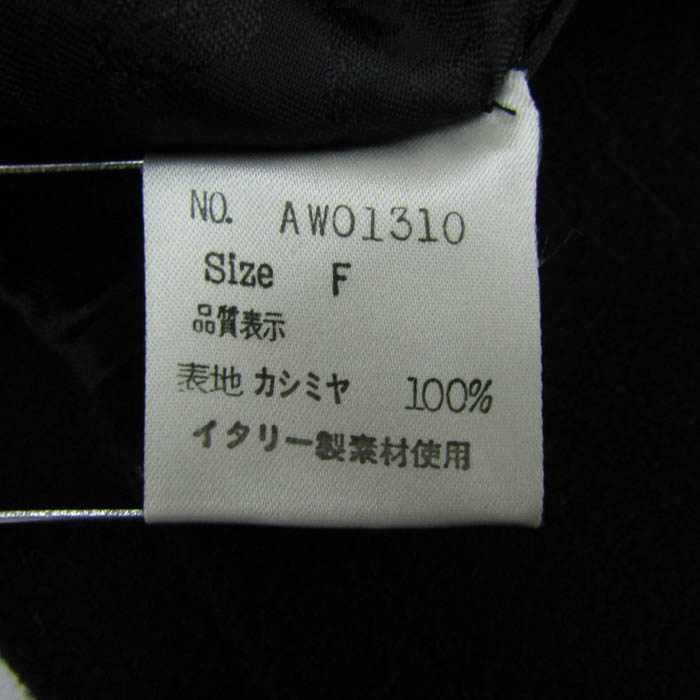 NO. AW01310
Size F
品質表示
表地 カシミヤ 100%
イタリー製素材使用